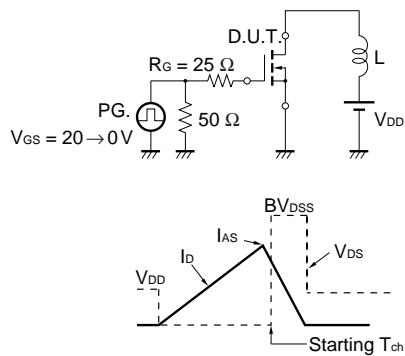 D.U.T.
RG = 25 Ω
L
PG.
50 Ω
VDD
VGS = 20 → 0 V
BVDSS
IAS
ID
VDS
VDD
Starting Tch